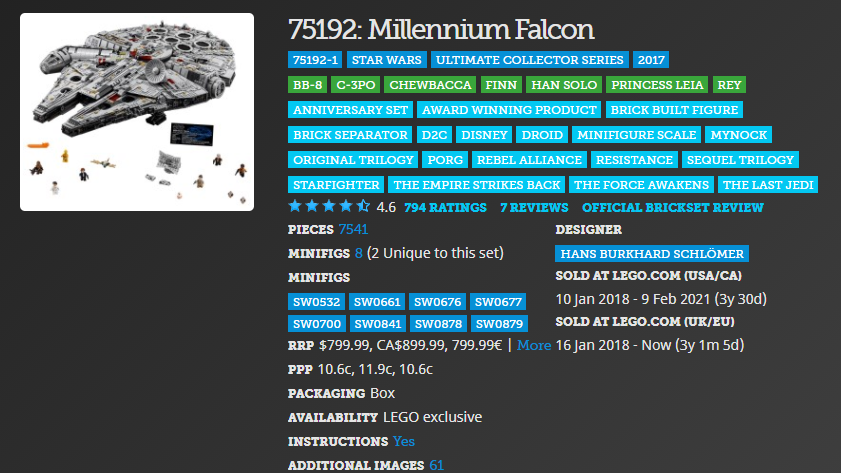 75192: Millennium Falcon
75192-1 STAR WARS ULTIMATE COLLECTOR SERIES 2017
BB-8 C-3PO CHEWBACCA FINN HAN SOLO PRINCESS LEIA REY
ANNIVERSARY SET AWARD WINNING PRODUCT BRICK BUILT FIGURE
BRICK SEPARATOR D2C DISNEY DROID MINIFIGURE SCALE MYNOCK
ORIGINAL TRILOGY PORG REBEL ALLIANCE RESISTANCE SEQUEL TRILOGY
STARFIGHTER THE EMPIRE STRIKES BACK THE FORCE AWAKENS THE LAST JEDI
4.6 794 RATINGS 7 REVIEWS OFFICIAL BRICKSET REVIEW
PIECES 7541
MINIFIGS 8 (2 Unique to this set)
MINIFIGS
SW0532 SW0661 SW0676 SW0677
SW0700 SW0841 SW0878 SW0879
RRP $799.99, CA$899.99, 799.99€ | More
PPP 10.6c, 11.9c, 10.6c
PACKAGING Box
AVAILABILITY LEGO exclusive
INSTRUCTIONS Yes
ADDITIONAL IMAGES 61
DESIGNER
HANS BURKHARD SCHLÖMER
SOLD AT LEGO.COM (USA/CA)
10 Jan 2018 - 9 Feb 2021 (3y 30d)
SOLD AT LEGO.COM (UK/EU)
16 Jan 2018 - Now (3y 1m 5d)